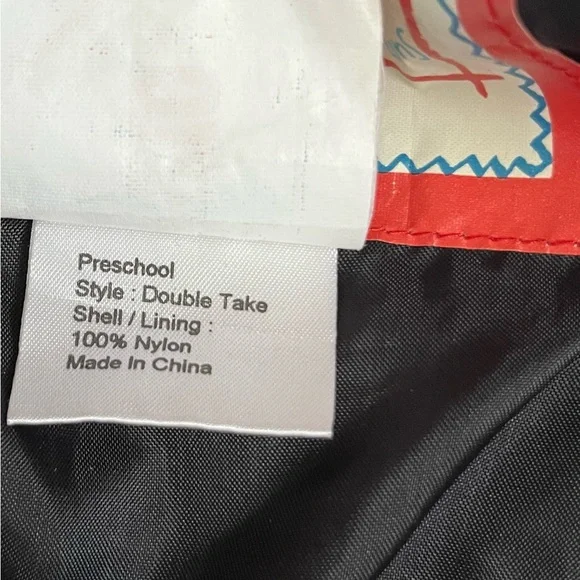 Preschool
Style : Double Take
Shell / Lining :
100% Nylon
Made In China